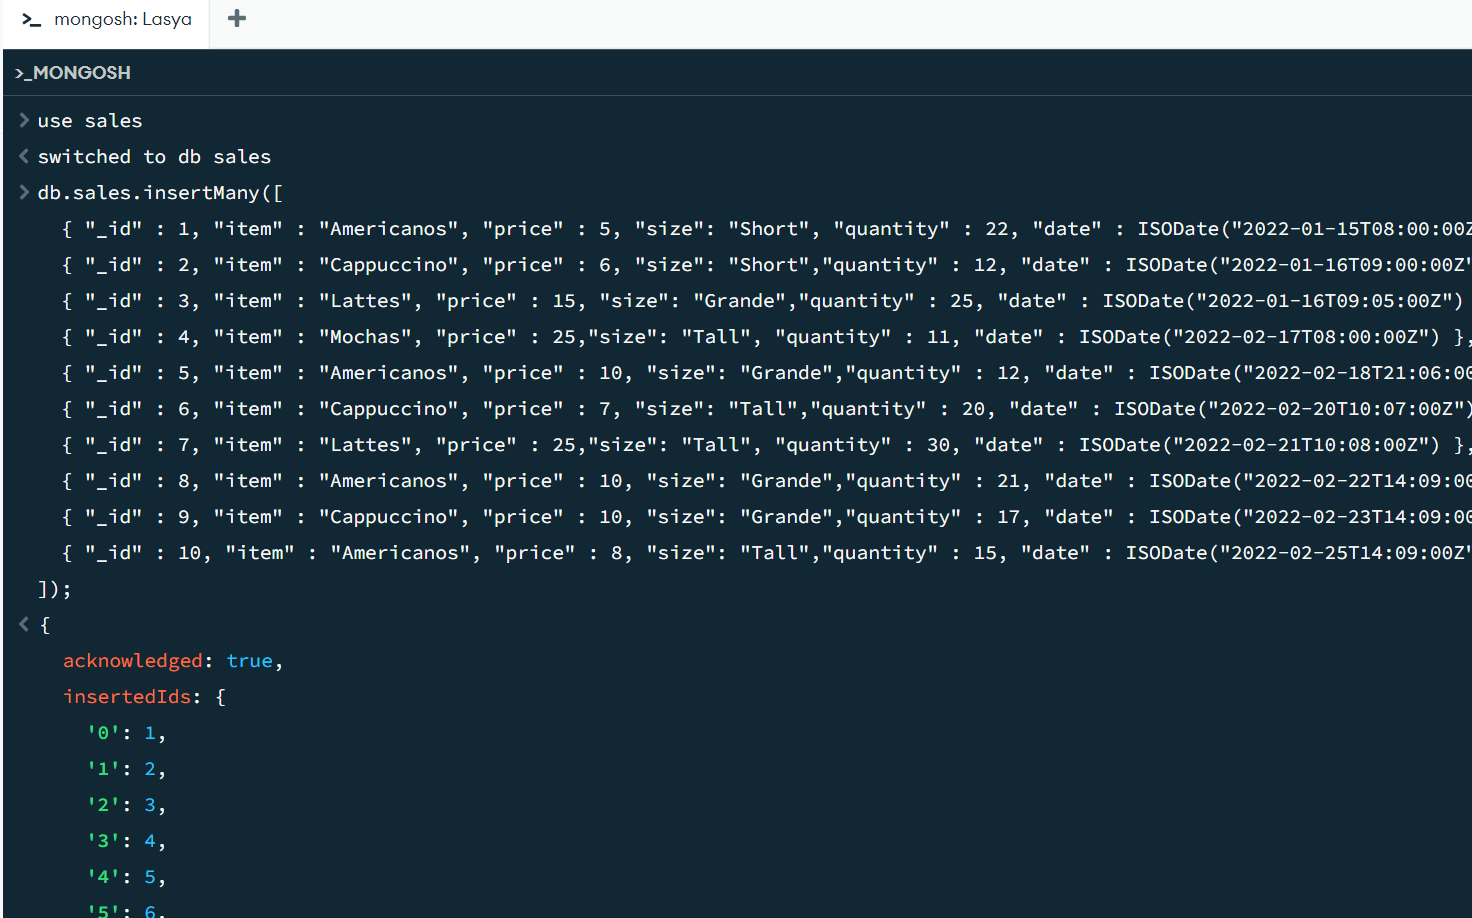 >_ mongosh: Lasya +
>_MONGOSH
> use sales
< switched to db sales
> db.sales.insertMany([
{ "_id" : 1, "item" : "Americanos", "price" : 5, "size": "Short", "quantity" : 22, "date" : ISODate("2022-01-15T08:00:00Z
{ "_id" : 2, "item" : "Cappuccino", "price" : 6, "size": "Short","quantity" : 12, "date" : ISODate("2022-01-16T09:00:00Z"
{ "_id" : 3, "item" : "Lattes", "price" : 15, "size": "Grande","quantity" : 25, "date" : ISODate("2022-01-16T09:05:00Z")
{ "_id" : 4, "item" : "Mochas", "price" : 25,"size": "Tall", "quantity" : 11, "date" : ISODate("2022-02-17T08:00:00Z") },
{ "_id" : 5, "item" : "Americanos", "price" : 10, "size": "Grande","quantity" : 12, "date" : ISODate("2022-02-18T21:06:00
{ "_id" : 6, "item" : "Cappuccino", "price" : 7, "size": "Tall","quantity" : 20, "date" : ISODate("2022-02-20T10:07:00Z")
{ "_id" : 7, "item" : "Lattes", "price" : 25,"size": "Tall", "quantity" : 30, "date" : ISODate("2022-02-21T10:08:00Z") },
{ "_id" : 8, "item" : "Americanos", "price" : 10, "size": "Grande","quantity" : 21, "date" : ISODate("2022-02-22T14:09:00
{ "_id" : 9, "item" : "Cappuccino", "price" : 10, "size": "Grande","quantity" : 17, "date" : ISODate("2022-02-23T14:09:00
{ "_id" : 10, "item" : "Americanos", "price" : 8, "size": "Tall","quantity" : 15, "date" : ISODate("2022-02-25T14:09:00Z"
]);
< {
acknowledged: true,
insertedIds: {
'0': 1,
'1': 2,
'2': 3,
'3': 4,
'4': 5,
'5': 6,